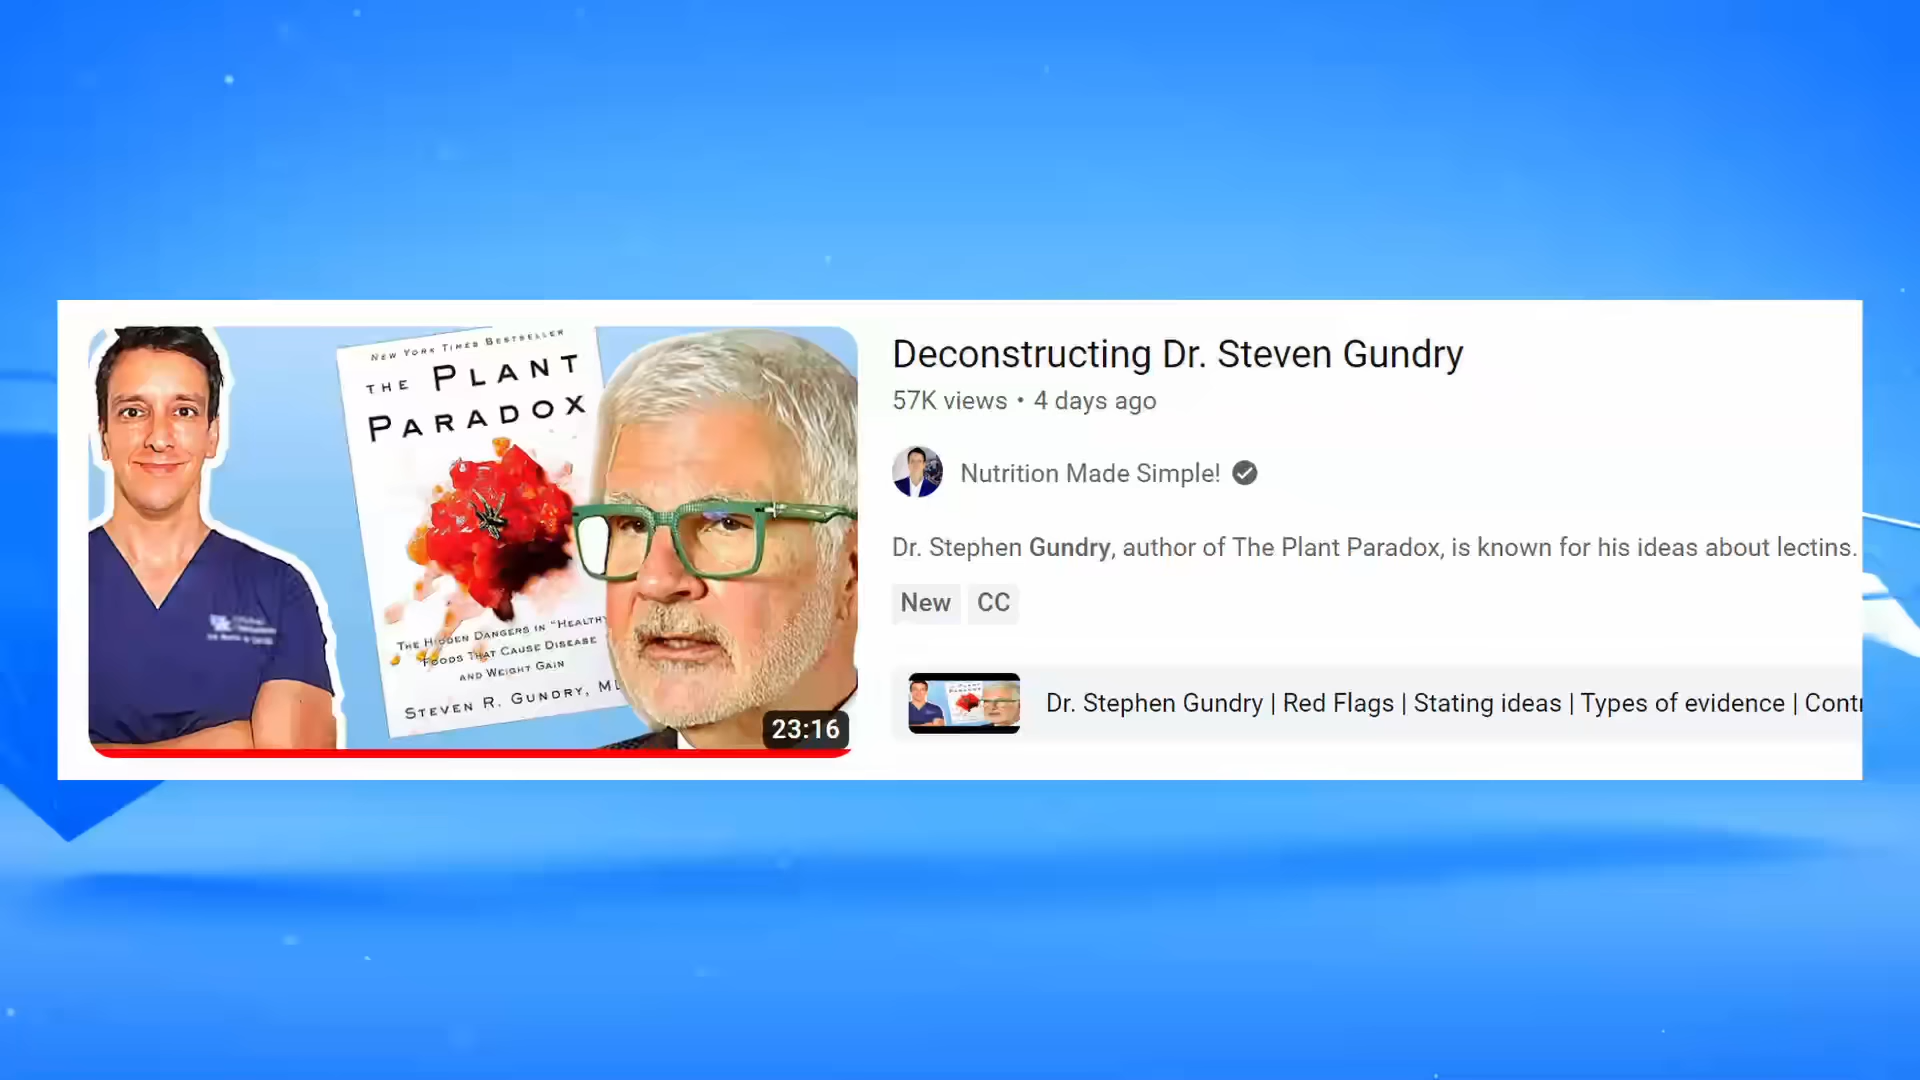 NEW YORK TIMES BESTSELLER
THE PLANT
PARADOX
THE HIDDEN DANGERS IN "HEALTHY
FOODS THAT CAUSE DISEASE
AND WEIGHT GAIN
STEVEN R. GUNDRY,
23:16
Deconstructing Dr. Steven Gundry
57K views • 4 days ago
Nutrition Made Simple!
Dr. Stephen Gundry, author of The Plant Paradox, is known for his ideas about lectins.
New CC
Dr. Stephen Gundry | Red Flags | Stating ideas | Types of evidence |